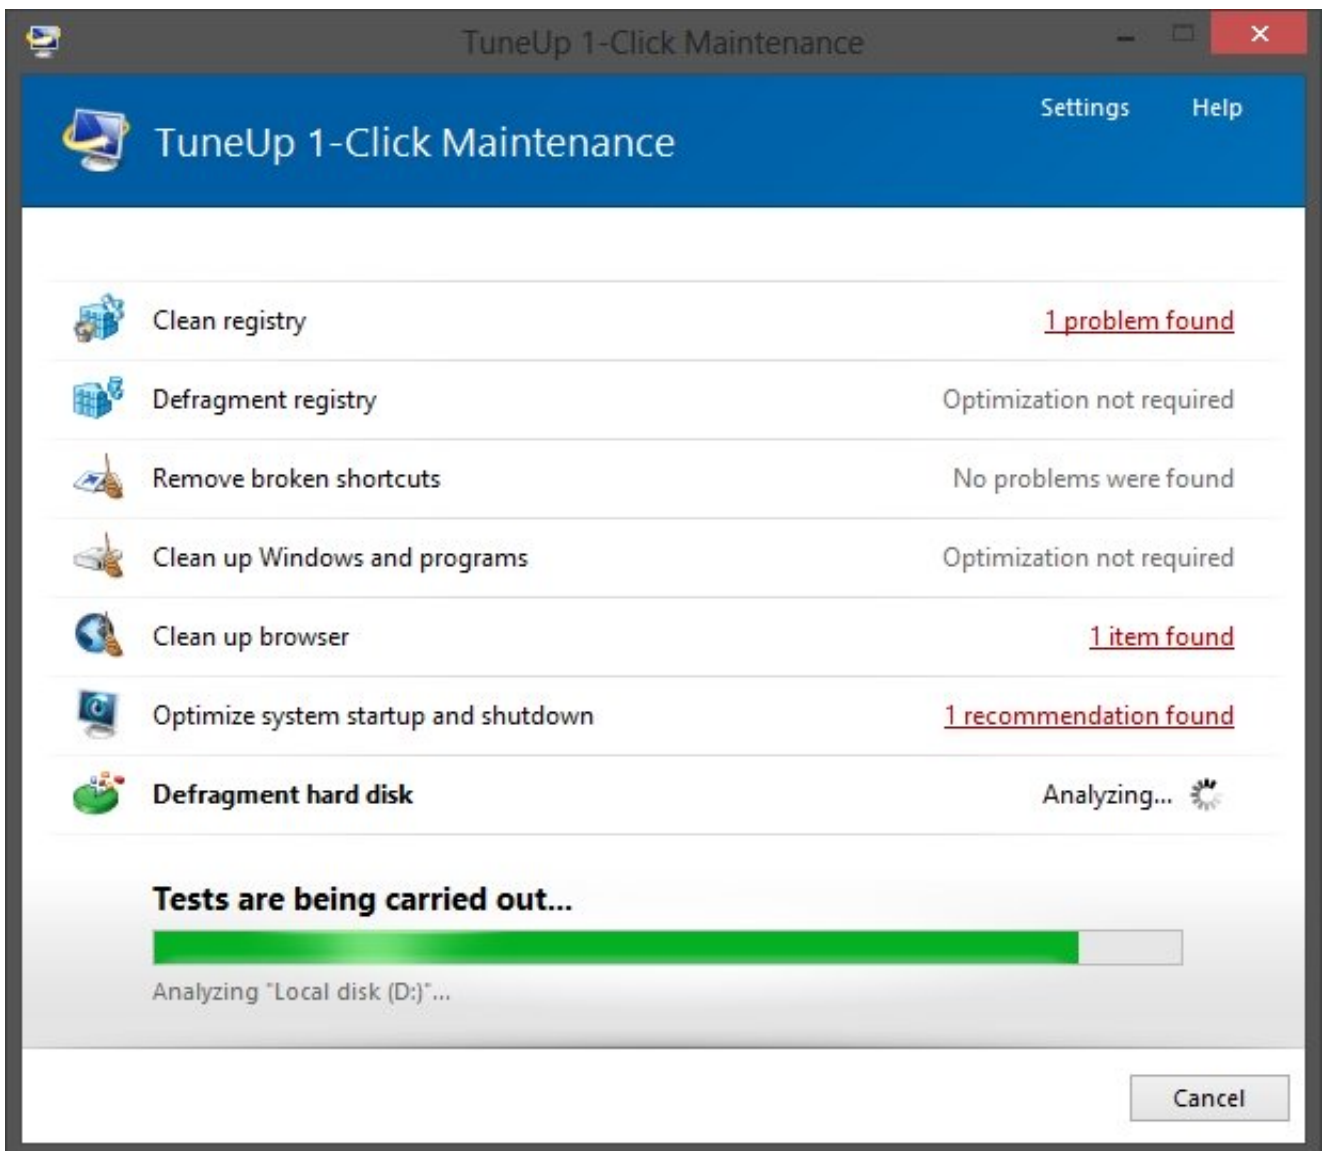 TuneUp 1-Click Maintenance
Settings Help
TuneUp 1-Click Maintenance
Clean registry 1 problem found
Defragment registry Optimization not required
Remove broken shortcuts No problems were found
Clean up Windows and programs Optimization not required
Clean up browser 1 item found
Optimize system startup and shutdown 1 recommendation found
Defragment hard disk Analyzing...
Tests are being carried out...
Analyzing "Local disk (D:)"...
Cancel